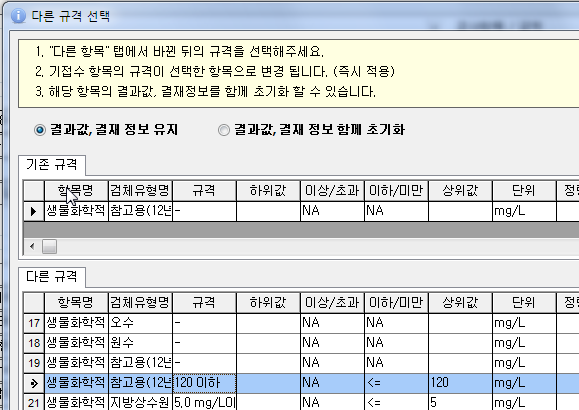 다른 규격 선택
1. "다른 항목" 탭에서 바뀐 뒤의 규격을 선택해주세요.
2. 기접수 항목의 규격이 선택한 항목으로 변경 됩니다. (즉시 적용)
3. 해당 항목의 결과값, 결재정보를 함께 초기화 할 수 있습니다.
결과값, 결재 정보 유지 결과값, 결재 정보 함께 초기화
기존 규격
항목명 검체유형명 규격 하위값 이상/초과 이하/미만 상위값 단위 정량
생물화학적 참고용(12년 - NA NA mg/L
다른 규격
항목명 검체유형명 규격 하위값 이상/초과 이하/미만 상위값 단위 정량
17 생물화학적 오수 - NA NA mg/L
18 생물화학적 원수 - NA NA mg/L
19 생물화학적 참고용(12년 - NA NA mg/L
생물화학적 참고용(12년 120 이하 NA <= 120 mg/L
21 생물화학적 지방상수원 5,0 mg/L이 NA <= 5 mg/L